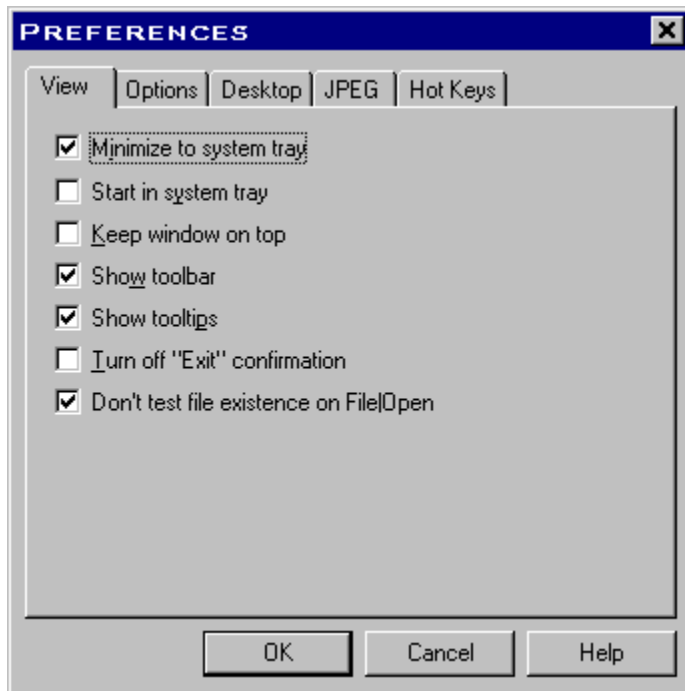 PREFERENCES
View Options Desktop JPEG Hot Keys
Minimize to system tray
Start in system tray
Keep window on top
Show toolbar
Show tooltips
Turn off "Exit" confirmation
Don't test file existence on File|Open
OK Cancel Help